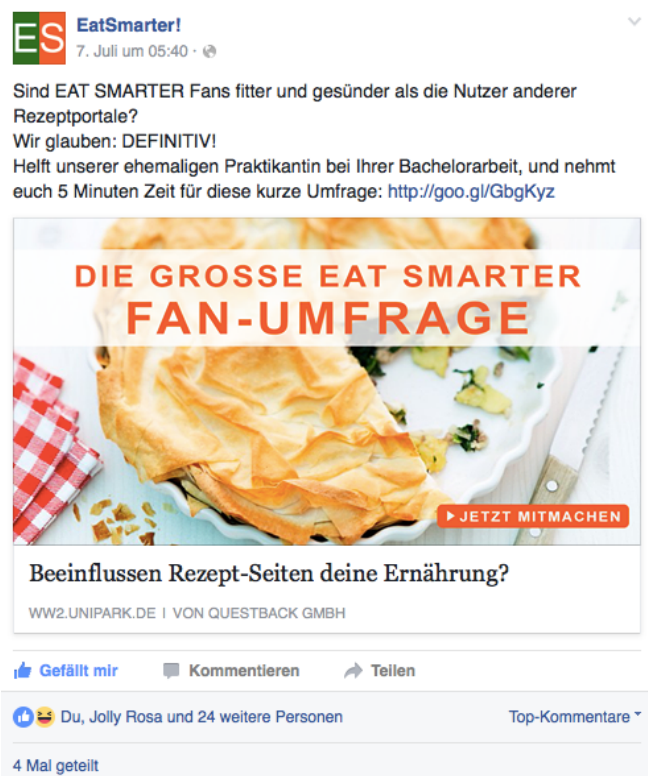 ES
EatSmarter!
7. Juli um 05:40 ·
Sind EAT SMARTER Fans fitter und gesünder als die Nutzer anderer
Rezeptportale?
Wir glauben: DEFINITIV!
Helft unserer ehemaligen Praktikantin bei Ihrer Bachelorarbeit, und nehmt
euch 5 Minuten Zeit für diese kurze Umfrage: http://goo.gl/GbgKyz
DIE GROSSE EAT SMARTER
FAN-UMFRAGE
JETZT MITMACHEN
Beeinflussen Rezept-Seiten deine Ernährung?
WW2.UNIPARK.DE | VON QUESTBACK GMBH
Gefällt mir Kommentieren Teilen
Du, Jolly Rosa und 24 weitere Personen Top-Kommentare
4 Mal geteilt